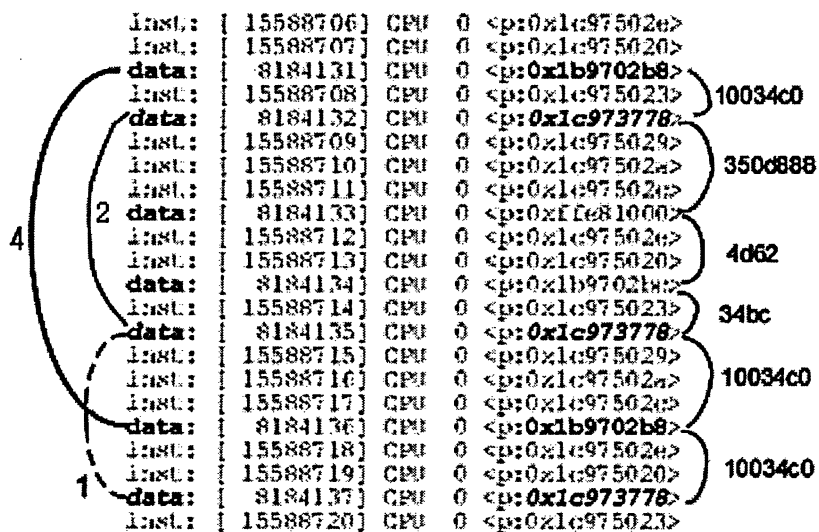 inst: [ 15588706] CPU 0 <p:0x1c97502e>
inst: [ 15588707] CPU 0 <p:0x1c975020>
data: [ 8184131] CPU 0 <p:0x1b9702b8>
inst: [ 15588708] CPU 0 <p:0x1c975023>
10034c0
data: [ 8184132] CPU 0 <p:0x1c973778>
inst: [ 15588709] CPU 0 <p:0x1c975029>
inst: [ 15588710] CPU 0 <p:0x1c97502a>
350d888
inst: [ 15588711] CPU 0 <p:0x1c97502c>
2 data: [ 8184133] CPU 0 <p:0xffe81000>
4 inst: [ 15588712] CPU 0 <p:0x1c97502e>
inst: [ 15588713] CPU 0 <p:0x1c975020>
4d62
data: [ 8184134] CPU 0
inst: [ 15588714] CPU 0 <p:0x1c975023>
34bc
data: [ 8184135] CPU 0 <p:0x1c973778>
inst: [ 15588715] CPU 0 <p:0x1c975029>
inst: [ 15588716] CPU 0 <p:0x1c97502a>
10034c0
inst: [ 15588717] CPU 0 <p:0x1c97502c>
data: [ 8184136] CPU 0 <p:0x1b9702b8>
inst: [ 15588718] CPU 0 <p:0x1c97502e>
10034c0
inst: [ 15588719] CPU 0 <p:0x1c975020>
1 data: [ 8184137] CPU 0 <p:0x1c973778>
inst: [ 15588720] CPU 0 <p:0x1c975023>